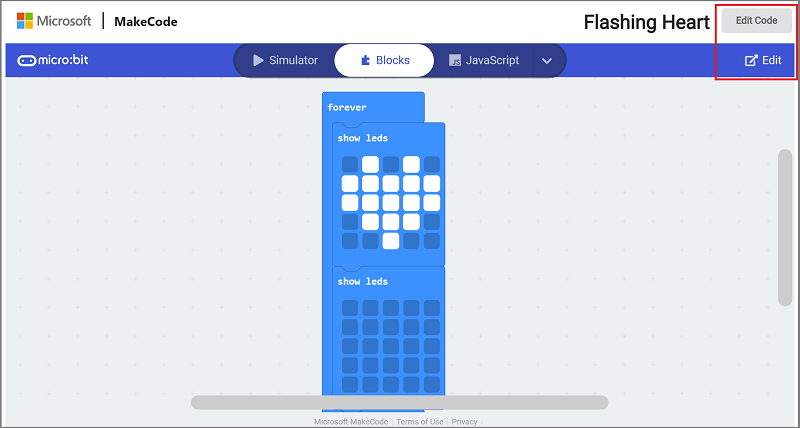 Microsoft | MakeCode
Flashing Heart
Edit Code
micro:bit
Simulator
Blocks
JS
JavaScript
Edit
forever
show leds
show leds
Microsoft MakeCode | Terms of Use | Privacy